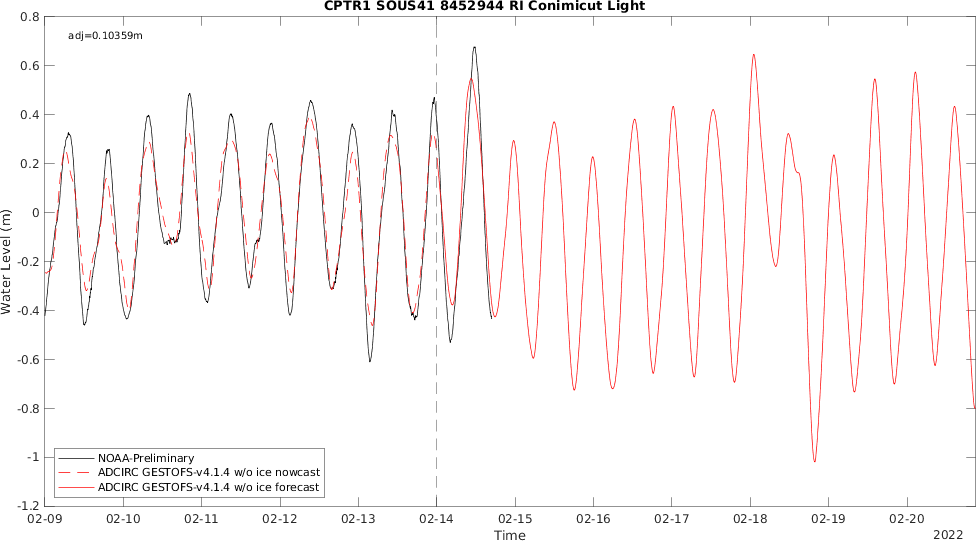 CPTR1 SOUS41 8452944 RI Conimicut Light
adj=0.10359m
0.8
0.6
0.4
0.2
0
-0.2
-0.4
-0.6
-0.8
-1
-1.2
Water Level (m)
NOAA-Preliminary
ADCIRC GESTOFS-v4.1.4 w/o ice nowcast
ADCIRC GESTOFS-v4.1.4 w/o ice forecast
02-09 02-10 02-11 02-12 02-13 02-14 02-15 02-16 02-17 02-18 02-19 02-20
Time
2022